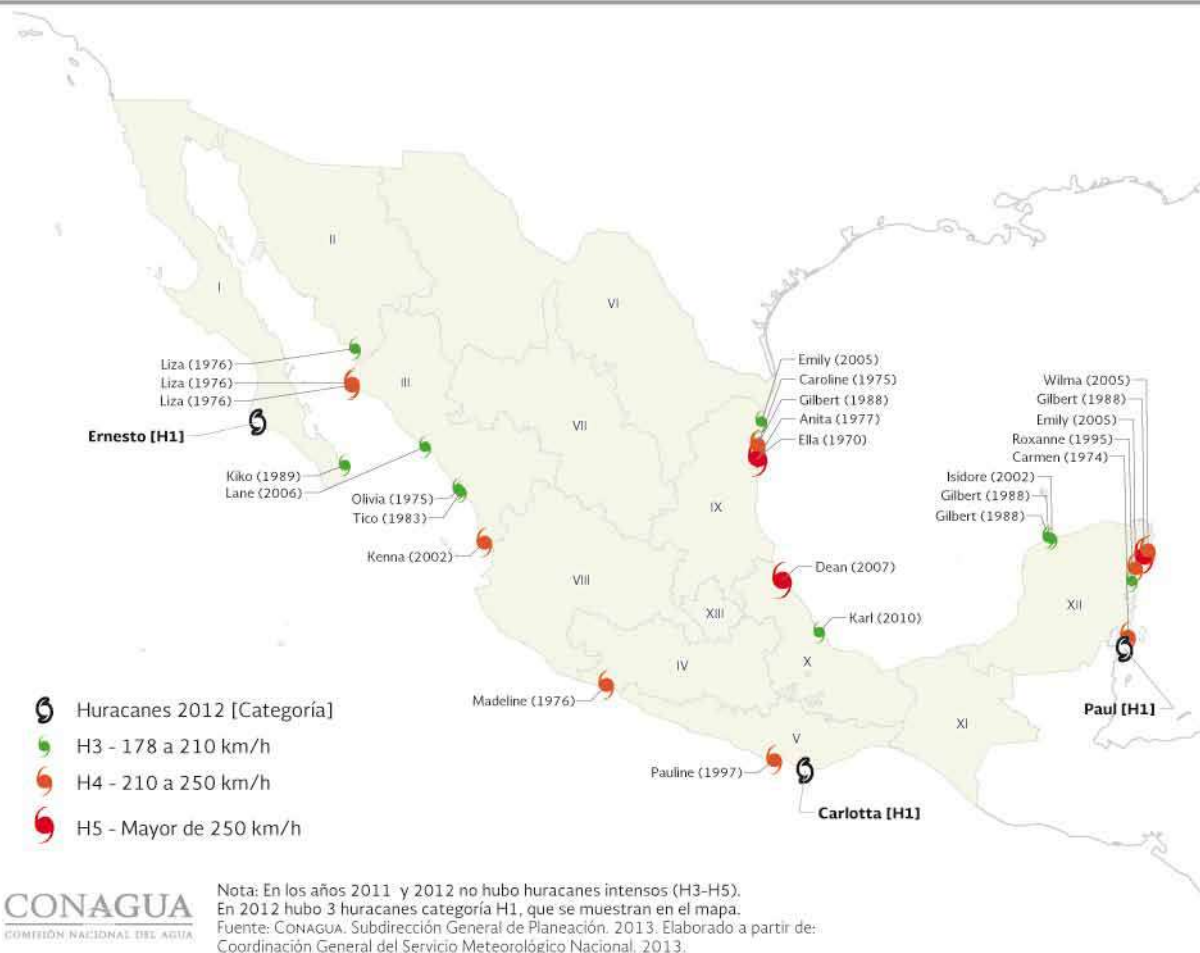 I
II
III
VI
VII
VIII
IX
XIII
IV
X
V
XI
XII
Liza (1976)
Liza (1976)
Liza (1976)
Ernesto [H1]
Kiko (1989)
Lane (2006)
Olivia (1975)
Tico (1983)
Kenna (2002)
Madeline (1976)
Pauline (1997)
Carlotta [H1]
Emily (2005)
Caroline (1975)
Gilbert (1988)
Anita (1977)
Ella (1970)
Dean (2007)
Karl (2010)
Wilma (2005)
Gilbert (1988)
Emily (2005)
Roxanne (1995)
Carmen (1974)
Isidore (2002)
Gilbert (1988)
Gilbert (1988)
Paul [H1]
Huracanes 2012 [Categoría]
H3 - 178 a 210 km/h
H4 - 210 a 250 km/h
H5 - Mayor de 250 km/h
CONAGUA
COMISIÓN NACIONAL DEL AGUA
Nota: En los años 2011 y 2012 no hubo huracanes intensos (H3-H5).
En 2012 hubo 3 huracanes categoría H1, que se muestran en el mapa.
Fuente: CONAGUA. Subdirección General de Planeación. 2013. Elaborado a partir de:
Coordinación General del Servicio Meteorológico Nacional. 2013.